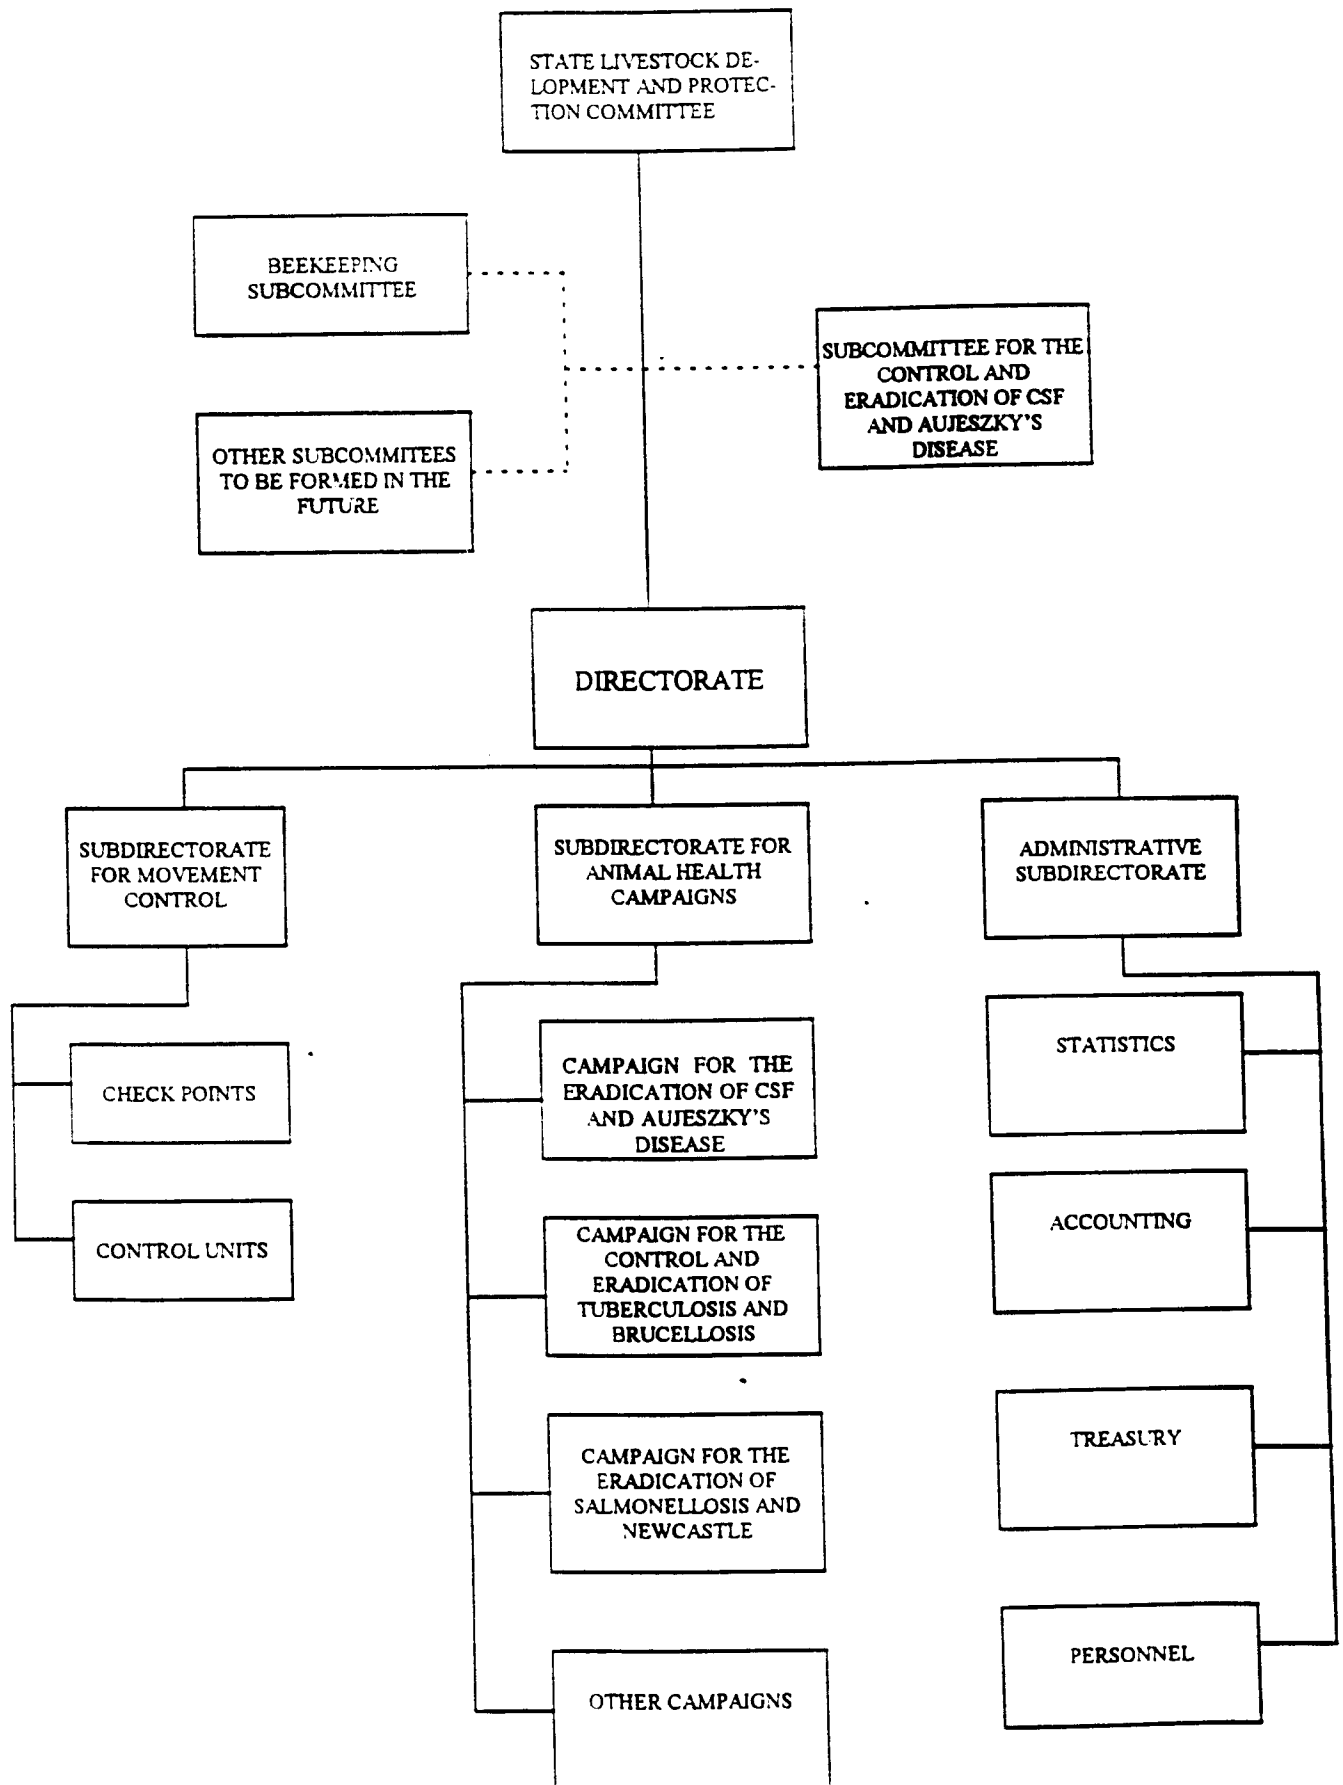 STATE LIVESTOCK DE-
LOPMENT AND PROTEC-
TION COMMITTEE
BEEKEEPING
SUBCOMMITTEE
SUBCOMMITTEE FOR THE
CONTROL AND
ERADICATION OF CSF
AND AUJESZKY'S
DISEASE
OTHER SUBCOMMITEES
TO BE FORMED IN THE
FUTURE
DIRECTORATE
SUBDIRECTORATE
FOR MOVEMENT
CONTROL
SUBDIRECTORATE FOR
ANIMAL HEALTH
CAMPAIGNS
ADMINISTRATIVE
SUBDIRECTORATE
CHECK POINTS
CONTROL UNITS
CAMPAIGN FOR THE
ERADICATION OF CSF
AND AUJESZKY'S
DISEASE
CAMPAIGN FOR THE
CONTROL AND
ERADICATION OF
TUBERCULOSIS AND
BRUCELLOSIS
CAMPAIGN FOR THE
ERADICATION OF
SALMONELLOSIS AND
NEWCASTLE
OTHER CAMPAIGNS
STATISTICS
ACCOUNTING
TREASURY
PERSONNEL